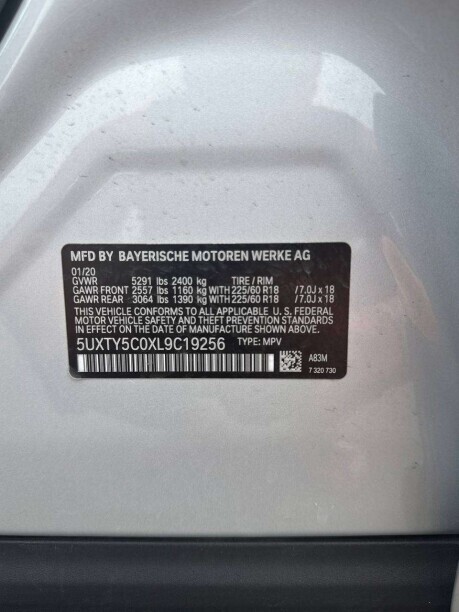 MFD BY BAYERISCHE MOTOREN WERKE AG
01/20
GVWR 5291 lbs 2400 kg TIRE / RIM
GAWR FRONT 2557 lbs 1160 kg WITH 225/60 R18 / 7.0J x 18
GAWR REAR 3064 lbs 1390 kg WITH 225/60 R18 / 7.0J x 18
THIS VEHICLE CONFORMS TO ALL APPLICABLE U. S. FEDERAL
MOTOR VEHICLE SAFETY AND THEFT PREVENTION
STANDARDS IN EFFECT ON THE
DATE OF MANUFACTURE SHOWN ABOVE.
5UXTY5C0XL9C19256 TYPE: MPV
A83M
7 320 730